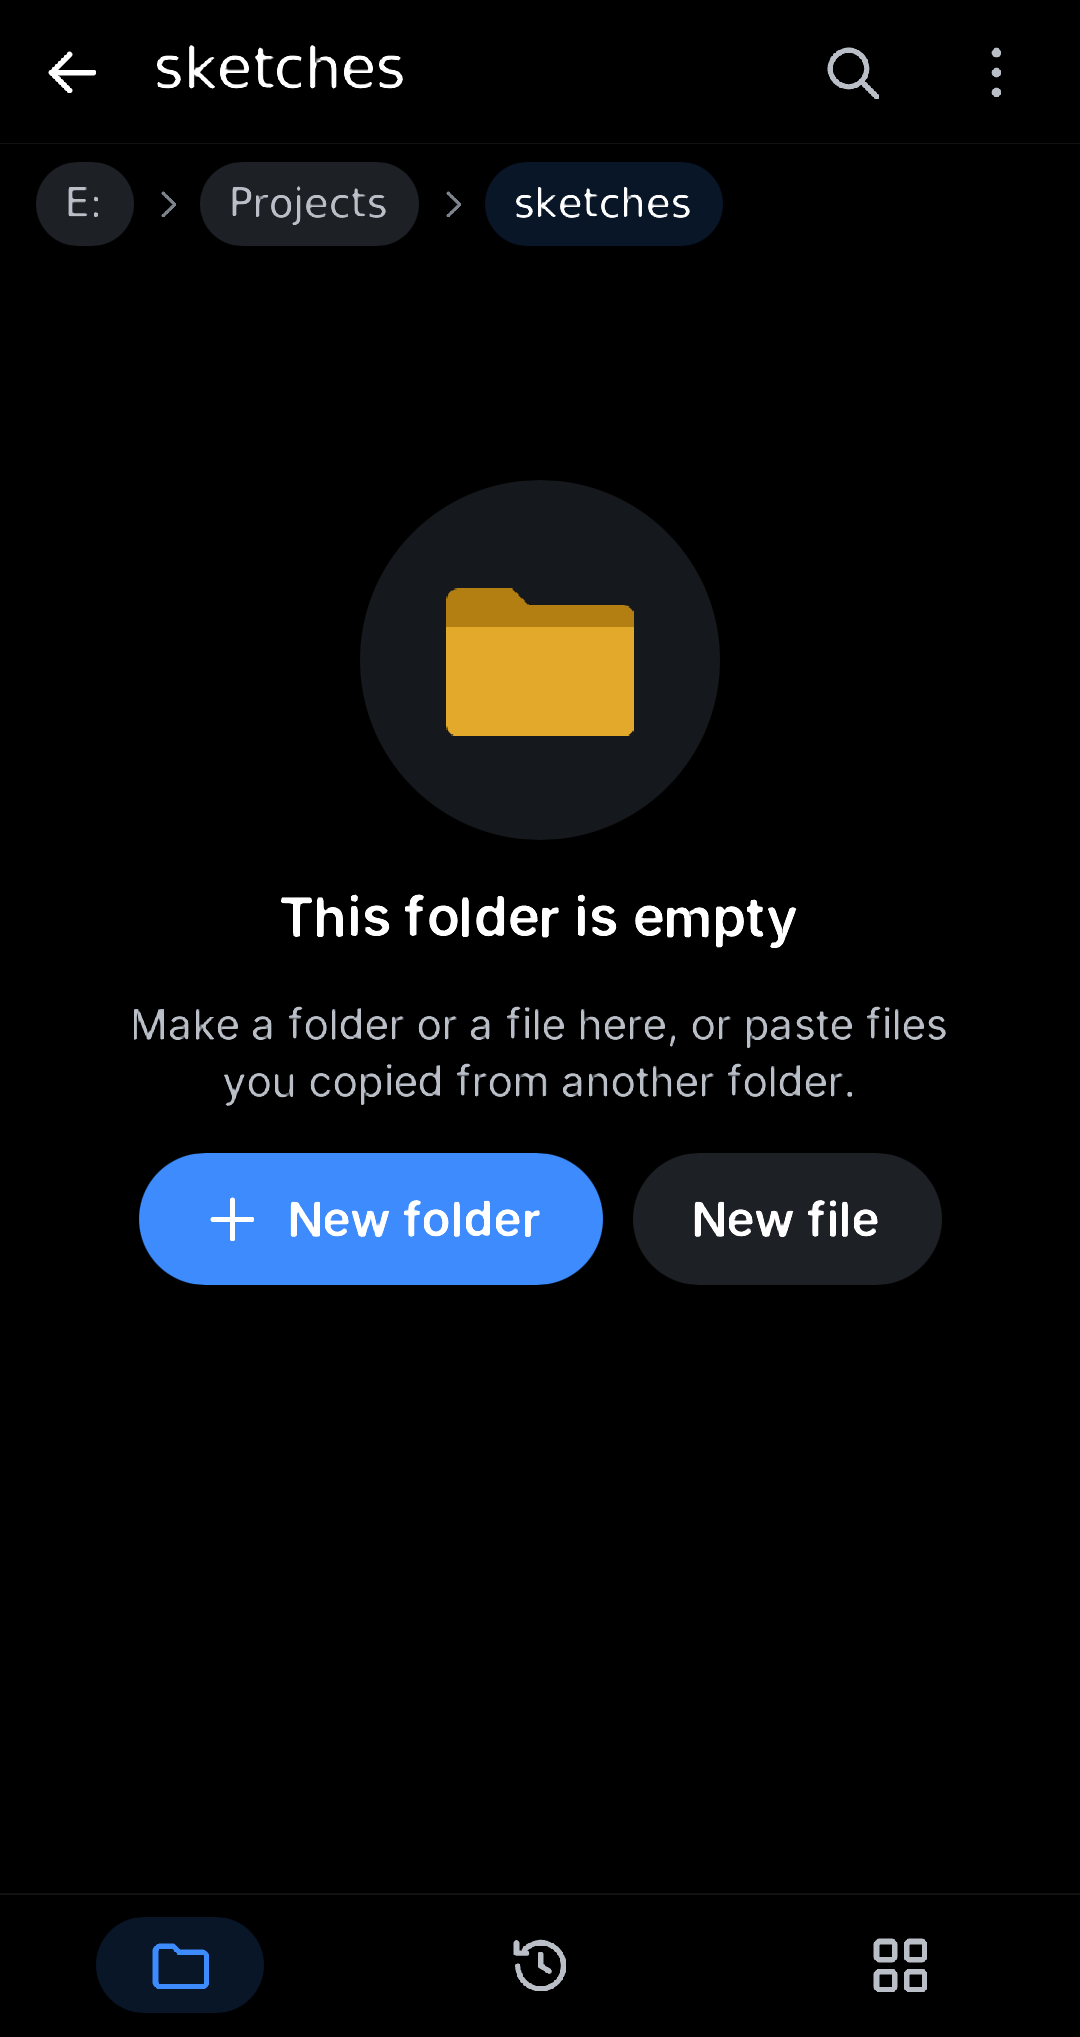 sketches
E: Projects sketches
This folder is empty
Make a folder or a file here, or paste files
you copied from another folder.
New folder New file